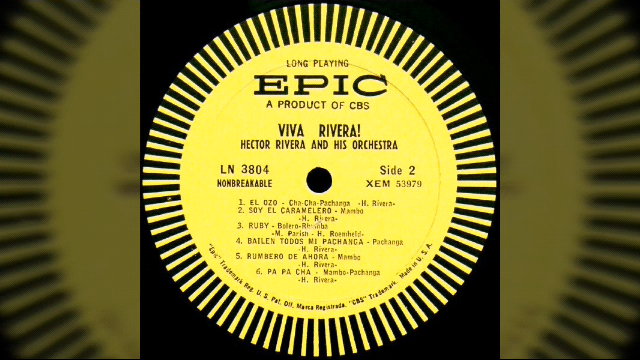 LONG PLAYING
EPIC
A PRODUCT OF CBS
VIVA RIVERA!
HECTOR RIVERA AND HIS ORCHESTRA
LN 3804 Side 2
NONBREAKABLE XEM 53979
1. EL OZO - Cha-Cha-Pachanga -H. Rivera-
2. SOY EL CARAMELERO - Mambo
-H. Rivera-
3. RUBY - Bolero-Rhumba
-M. Parish - H. Roemheld-
4. BAILEN TODOS MI PACHANGA - Pachanga
-H. Rivera-
5. RUMBERO DE AHORA - Mambo
-H. Rivera-
6. PA PA CHA - Mambo-Pachanga
-H. Rivera-
"Epic" Trademark Reg. U. S. Pat. Off. Marca Registrada. "CBS" Trademark. Made in U. S. A.